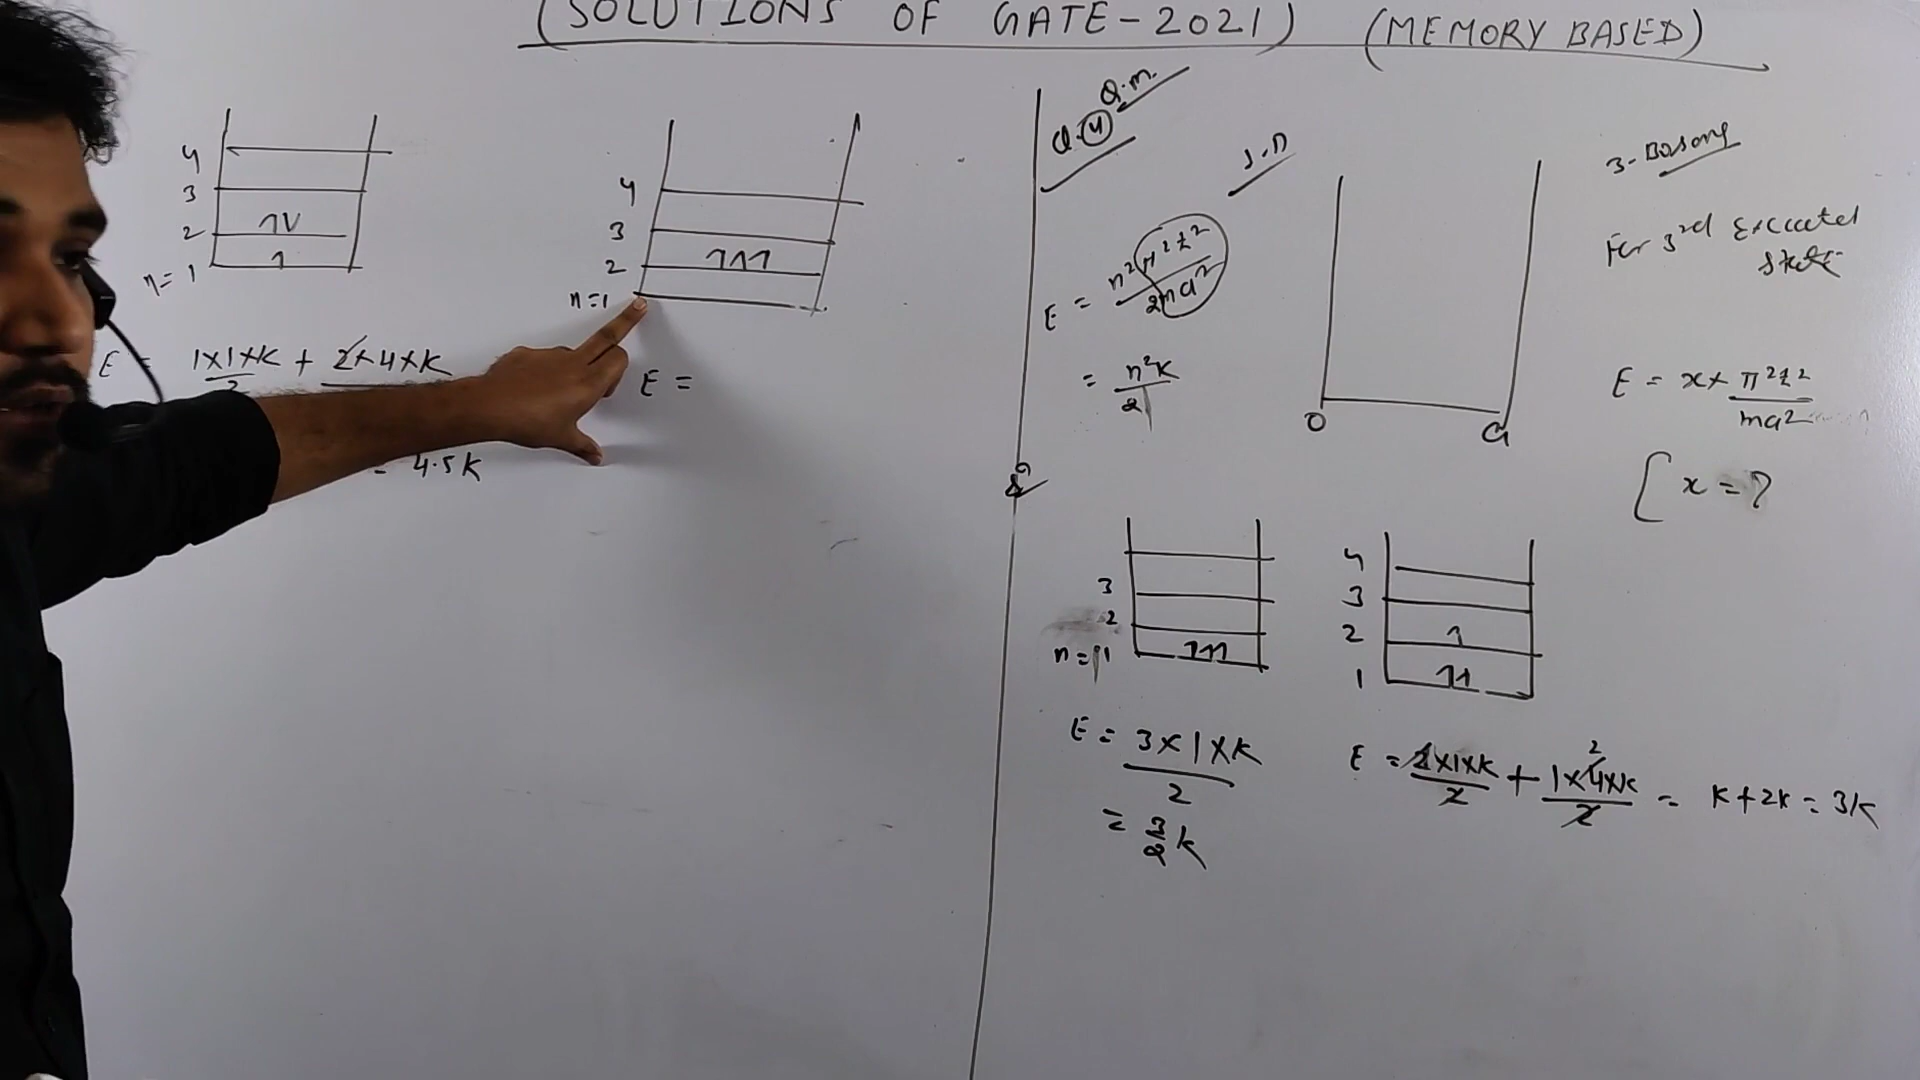 (SOLUTIONS OF GATE-2021) (MEMORY BASED)
4
3
2
n = 1
E = 1×1×K/2 + 2×4×K
= 4.5K
4
3
2
n = 1
E =
Q.(4) Q.m.
1-D
3-Bosons
For 3rd Excited
State
E = n²π²ħ²/2ma²
= n²K/2
0
a
E = x × π²ħ²/ma²
[ x = ?
3
2
n = 1
E = 3×1×K/2
= 3/2 K
4
3
2
1
E = 2×1×K/2 + 1×4×K/2 = K + 2K = 3K